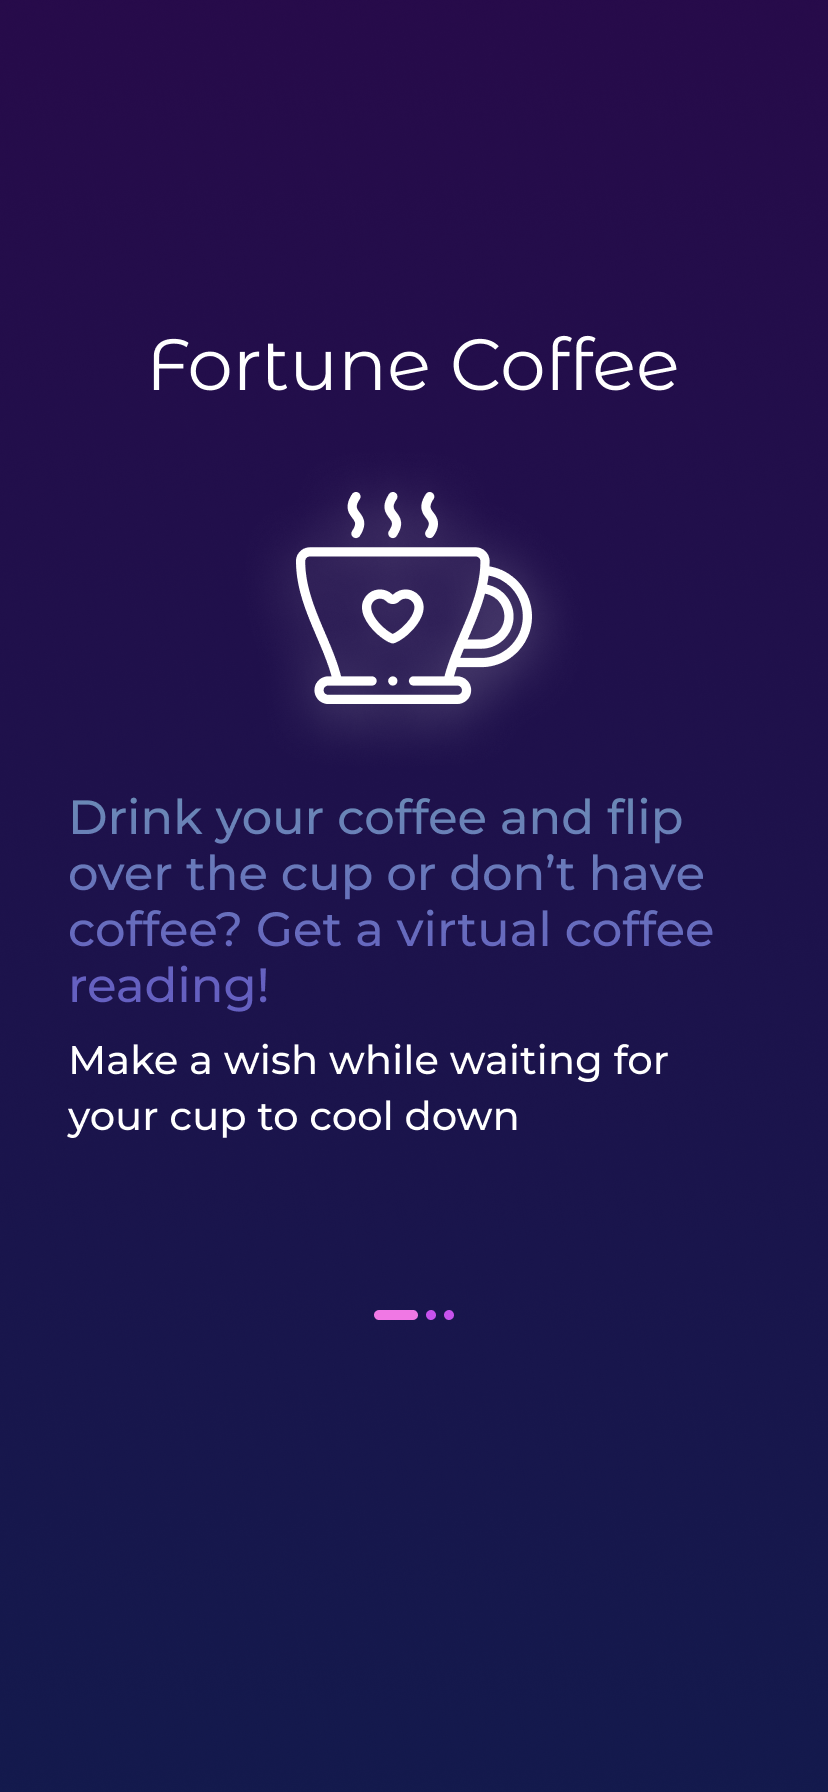 Fortune Coffee
Drink your coffee and flip
over the cup or don’t have
coffee? Get a virtual coffee
reading!
Make a wish while waiting for
your cup to cool down